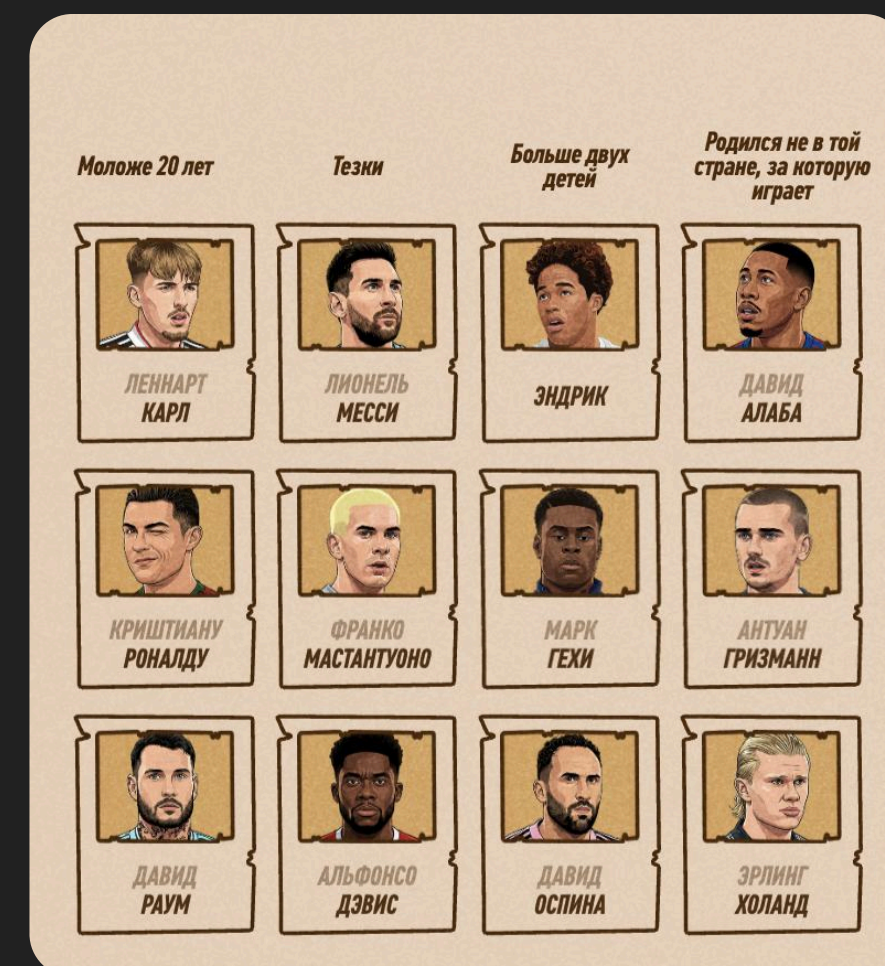 Моложе 20 лет
Тезки
Больше двух
детей
Родился не в той
стране, за которую
играет
ЛЕННАРТ
КАРЛ
ЛИОНЕЛЬ
МЕССИ
ЭНДРИК
ДАВИД
АЛАБА
КРИШТИАНУ
РОНАЛДУ
ФРАНКО
МАСТАНТУОНО
МАРК
ГЕХИ
АНТУАН
ГРИЗМАНН
ДАВИД
РАУМ
АЛЬФОНСО
ДЭВИС
ДАВИД
ОСПИНА
ЭРЛИНГ
ХОЛАНД